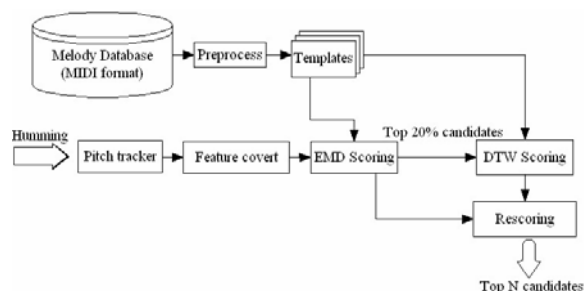 Melody Database
(MIDI format)
Preprocess
Templates
Humming
Top 20% candidates
Pitch tracker
Feature covert
EMD Scoring
DTW Scoring
Rescoring
Top N candidates